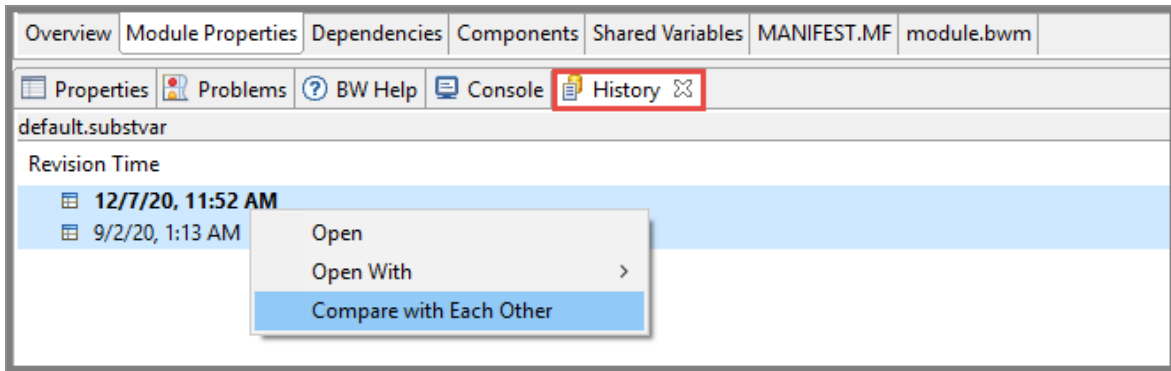 Overview Module Properties Dependencies Components Shared Variables MANIFEST.MF module.bwm
Properties Problems BW Help Console History
default.substvar
Revision Time
12/7/20, 11:52 AM
9/2/20, 1:13 AM
Open
Open With
Compare with Each Other